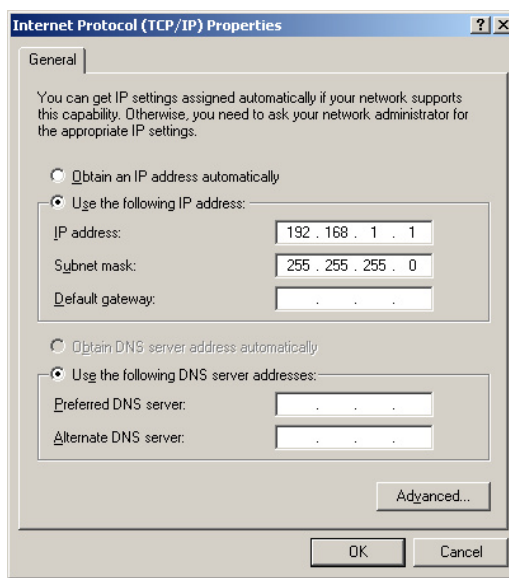 Internet Protocol (TCP/IP) Properties
General
You can get IP settings assigned automatically if your network supports
this capability. Otherwise, you need to ask your network administrator for
the appropriate IP settings.
Obtain an IP address automatically
Use the following IP address:
IP address: 192 . 168 . 1 . 1
Subnet mask: 255 . 255 . 255 . 0
Default gateway: . . .
Obtain DNS server address automatically
Use the following DNS server addresses:
Preferred DNS server: . . .
Alternate DNS server: . . .
Advanced...
OK Cancel